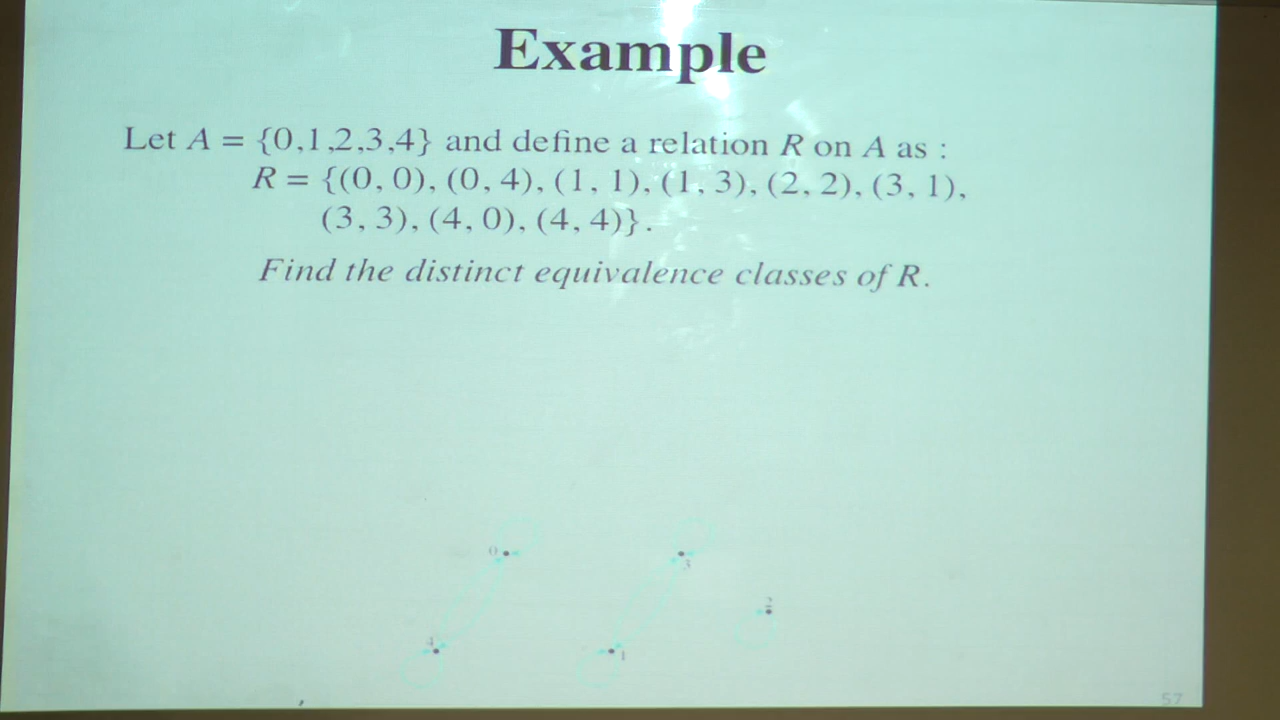 Example
Let A = {0,1,2,3,4} and define a relation R on A as :
R = {(0, 0), (0, 4), (1, 1), (1, 3), (2, 2), (3, 1),
(3, 3), (4, 0), (4, 4)}.
Find the distinct equivalence classes of R.
0
3
2
4
1
57